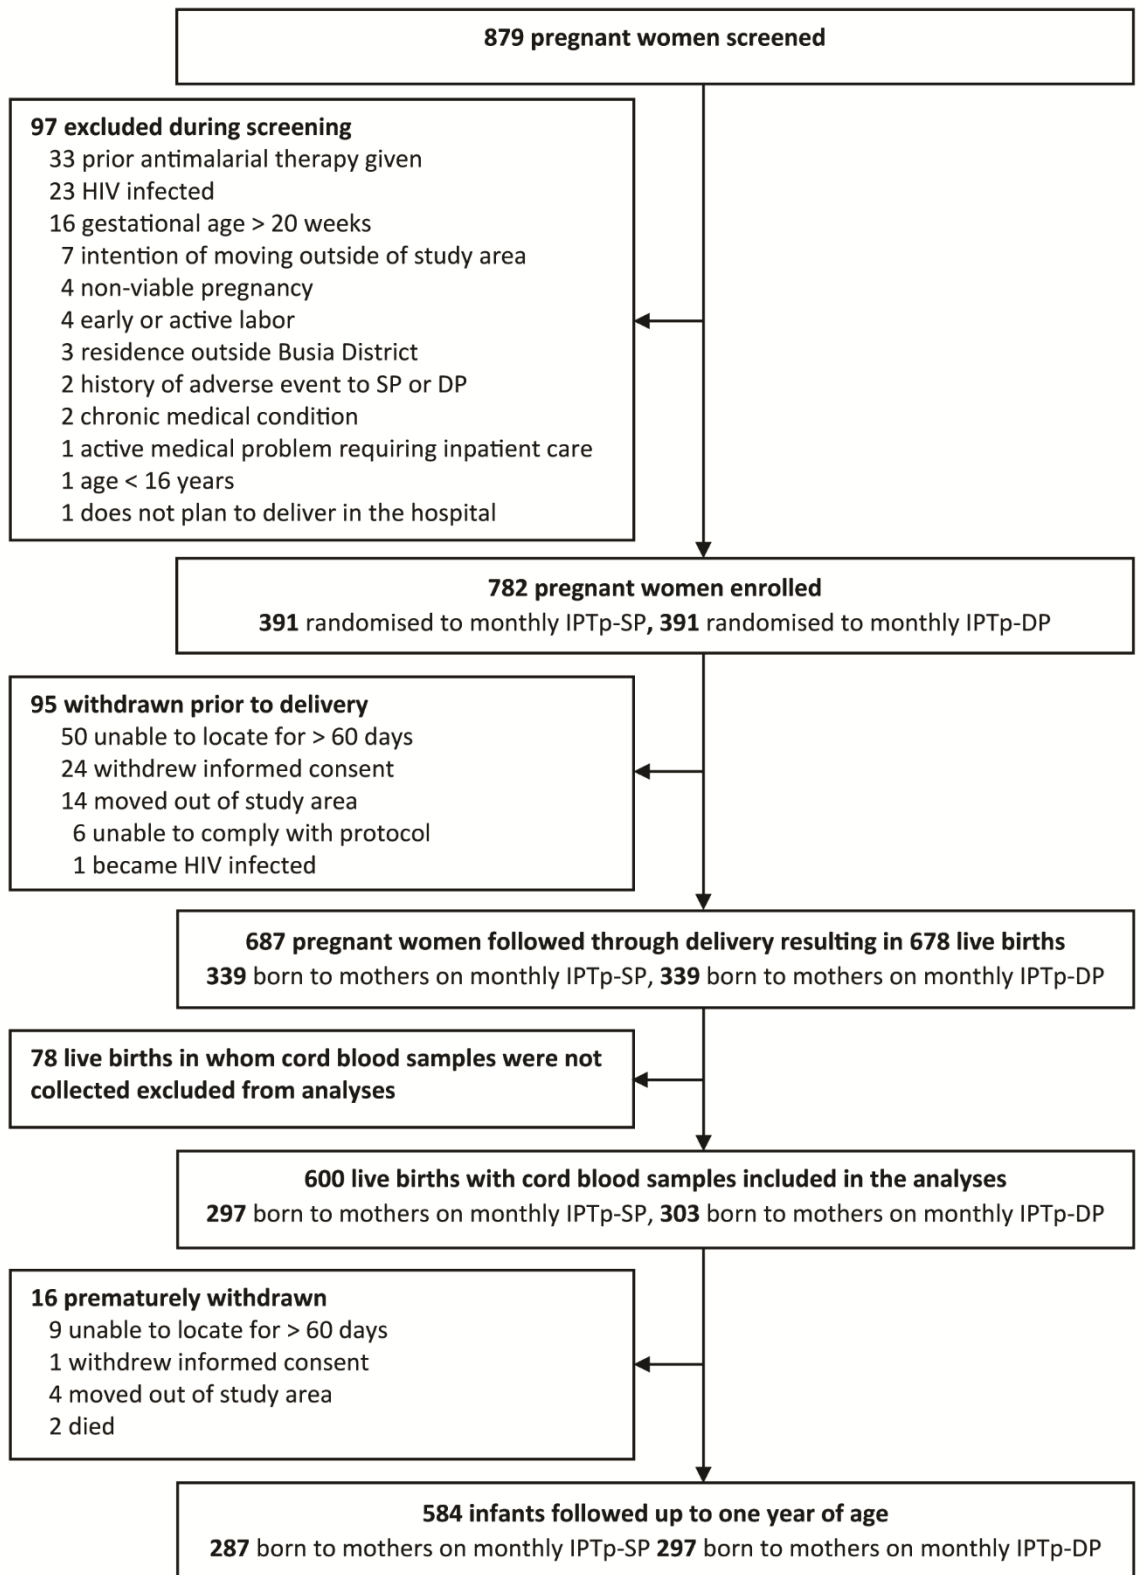 879 pregnant women screened
97 excluded during screening
33 prior antimalarial therapy given
23 HIV infected
16 gestational age > 20 weeks
7 intention of moving outside of study area
4 non-viable pregnancy
4 early or active labor
3 residence outside Busia District
2 history of adverse event to SP or DP
2 chronic medical condition
1 active medical problem requiring inpatient care
1 age < 16 years
1 does not plan to deliver in the hospital
782 pregnant women enrolled
391 randomised to monthly IPTp-SP, 391 randomised to monthly IPTp-DP
95 withdrawn prior to delivery
50 unable to locate for > 60 days
24 withdrew informed consent
14 moved out of study area
6 unable to comply with protocol
1 became HIV infected
687 pregnant women followed through delivery resulting in 678 live births
339 born to mothers on monthly IPTp-SP, 339 born to mothers on monthly IPTp-DP
78 live births in whom cord blood samples were not
collected excluded from analyses
600 live births with cord blood samples included in the analyses
297 born to mothers on monthly IPTp-SP, 303 born to mothers on monthly IPTp-DP
16 prematurely withdrawn
9 unable to locate for > 60 days
1 withdrew informed consent
4 moved out of study area
2 died
584 infants followed up to one year of age
287 born to mothers on monthly IPTp-SP 297 born to mothers on monthly IPTp-DP